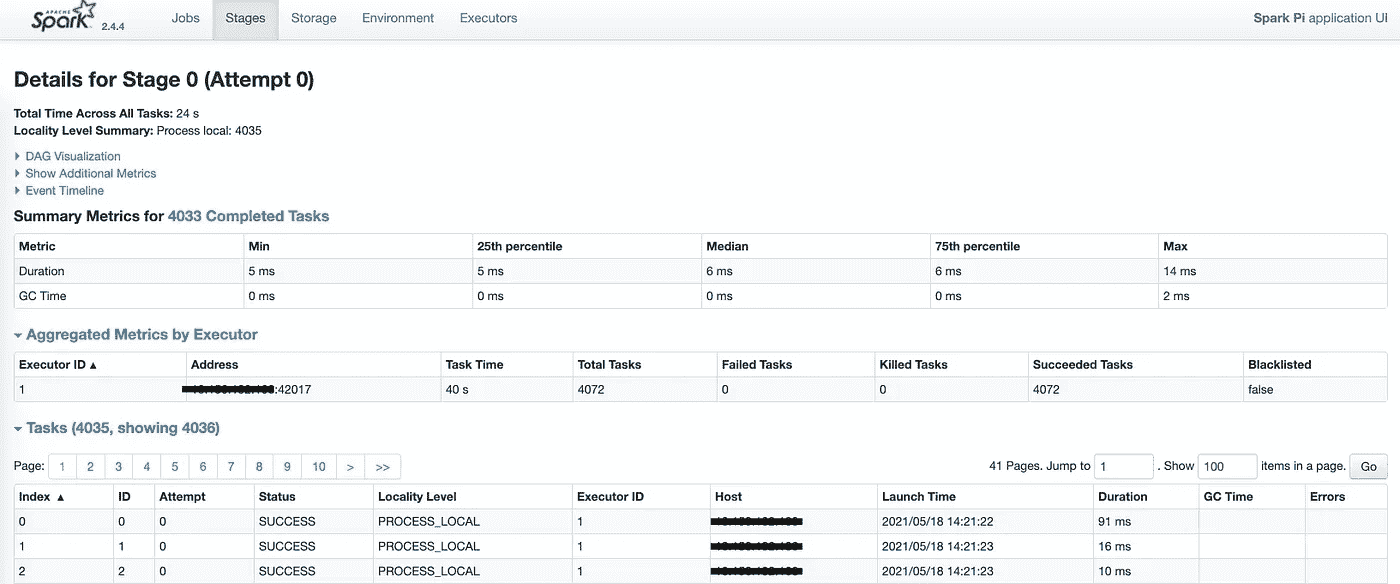 APACHE Spark 2.4.4 Jobs Stages Storage Environment Executors Spark Pi application UI
Details for Stage 0 (Attempt 0)
Total Time Across All Tasks: 24 s
Locality Level Summary: Process local: 4035
DAG Visualization
Show Additional Metrics
Event Timeline
Summary Metrics for 4033 Completed Tasks
Metric Min 25th percentile Median 75th percentile Max
Duration 5 ms 5 ms 6 ms 6 ms 14 ms
GC Time 0 ms 0 ms 0 ms 0 ms 2 ms
Aggregated Metrics by Executor
Executor ID ▲ Address Task Time Total Tasks Failed Tasks Killed Tasks Succeeded Tasks Blacklisted
1 :42017 40 s 4072 0 0 4072 false
Tasks (4035, showing 4036)
Page: 1 2 3 4 5 6 7 8 9 10 > >> 41 Pages. Jump to 1 . Show 100 items in a page. Go
Index ▲ ID Attempt Status Locality Level Executor ID Host Launch Time Duration GC Time Errors
0 0 0 SUCCESS PROCESS_LOCAL 1 2021/05/18 14:21:22 91 ms
1 1 0 SUCCESS PROCESS_LOCAL 1 2021/05/18 14:21:23 16 ms
2 2 0 SUCCESS PROCESS_LOCAL 1 2021/05/18 14:21:23 10 ms